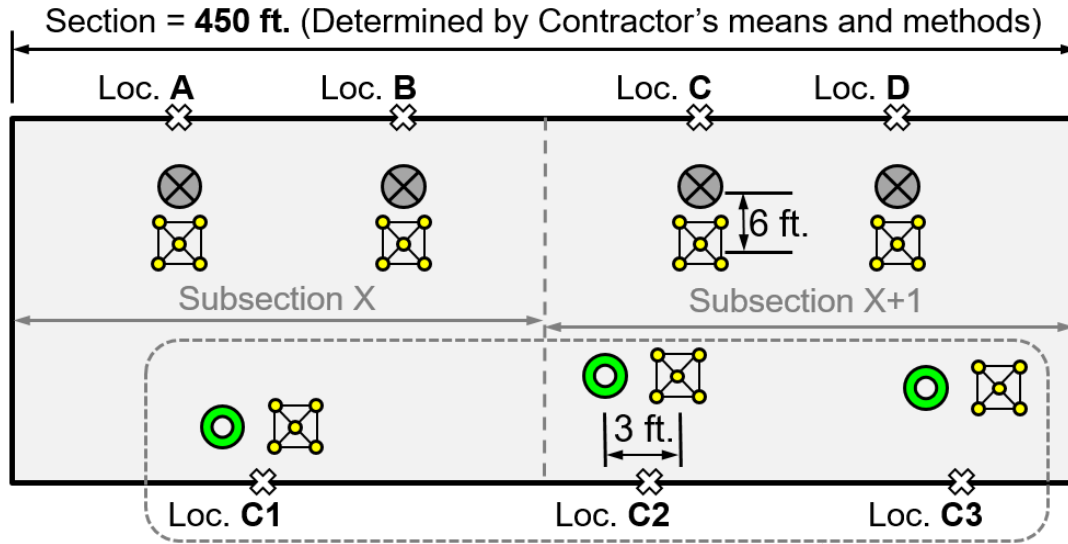 Section = 450 ft. (Determined by Contractor's means and methods)
Loc. A
Loc. B
Loc. C
Loc. D
6 ft.
Subsection X
Subsection X+1
3 ft.
Loc. C1
Loc. C2
Loc. C3